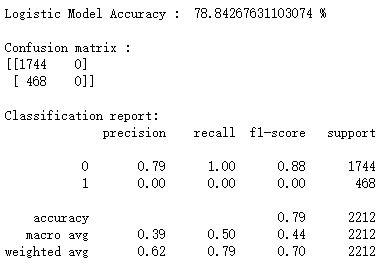 Logistic Model Accuracy :  78.84267631103074 %
Confusion matrix :
[[1744    0]
 [ 468    0]]
Classification report:
              precision    recall  f1-score   support
           0       0.79      1.00      0.88      1744
           1       0.00      0.00      0.00       468
    accuracy                           0.79      2212
   macro avg       0.39      0.50      0.44      2212
weighted avg       0.62      0.79      0.70      2212